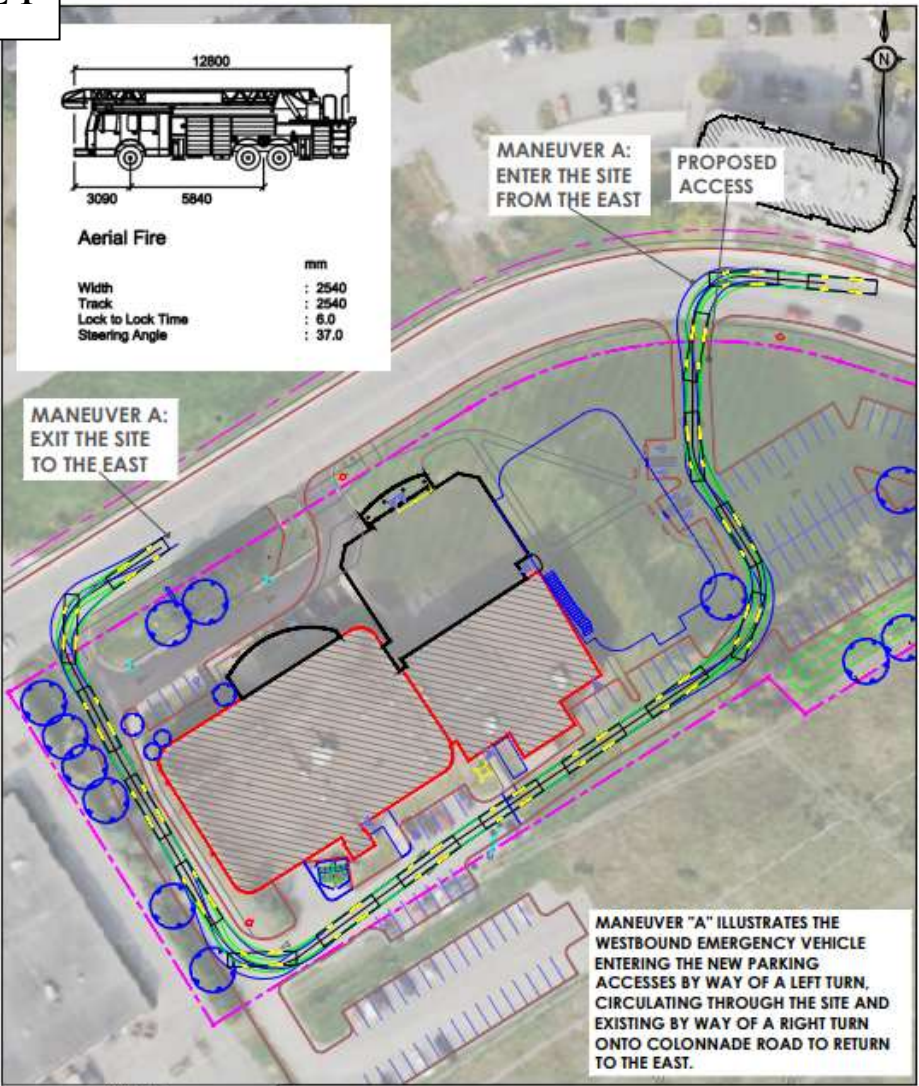 12800
3090
5840
Aerial Fire
mm
Width : 2540
Track : 2540
Lock to Lock Time : 6.0
Steering Angle : 37.0
N
MANEUVER A:
ENTER THE SITE
FROM THE EAST
PROPOSED
ACCESS
MANEUVER A:
EXIT THE SITE
TO THE EAST
MANEUVER "A" ILLUSTRATES THE
WESTBOUND EMERGENCY VEHICLE
ENTERING THE NEW PARKING
ACCESSES BY WAY OF A LEFT TURN,
CIRCULATING THROUGH THE SITE AND
EXISTING BY WAY OF A RIGHT TURN
ONTO COLONNADE ROAD TO RETURN
TO THE EAST.